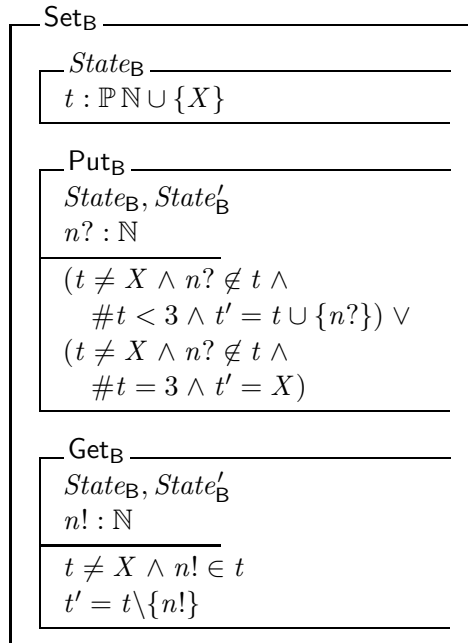 Set_B
State_B
t : ℙ ℕ ∪ {X}
Put_B
State_B, State′_B
n? : ℕ
(t ≠ X ∧ n? ∉ t ∧
#t < 3 ∧ t′ = t ∪ {n?}) ∨
(t ≠ X ∧ n? ∉ t ∧
#t = 3 ∧ t′ = X)
Get_B
State_B, State′_B
n! : ℕ
t ≠ X ∧ n! ∈ t
t′ = t\{n!}